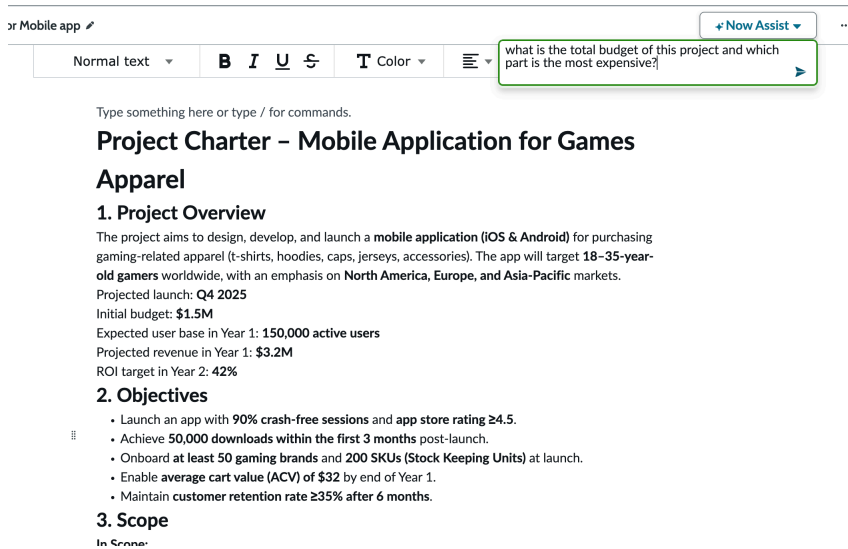 or Mobile app
Now Assist
Normal text
B I U S
T Color
what is the total budget of this project and which
part is the most expensive?
Type something here or type / for commands.
Project Charter – Mobile Application for Games
Apparel
1. Project Overview
The project aims to design, develop, and launch a mobile application (iOS & Android) for purchasing
gaming-related apparel (t-shirts, hoodies, caps, jerseys, accessories). The app will target 18–35-year-
old gamers worldwide, with an emphasis on North America, Europe, and Asia-Pacific markets.
Projected launch: Q4 2025
Initial budget: $1.5M
Expected user base in Year 1: 150,000 active users
Projected revenue in Year 1: $3.2M
ROI target in Year 2: 42%
2. Objectives
• Launch an app with 90% crash-free sessions and app store rating ≥4.5.
• Achieve 50,000 downloads within the first 3 months post-launch.
• Onboard at least 50 gaming brands and 200 SKUs (Stock Keeping Units) at launch.
• Enable average cart value (ACV) of $32 by end of Year 1.
• Maintain customer retention rate ≥35% after 6 months.
3. Scope
In Scope: